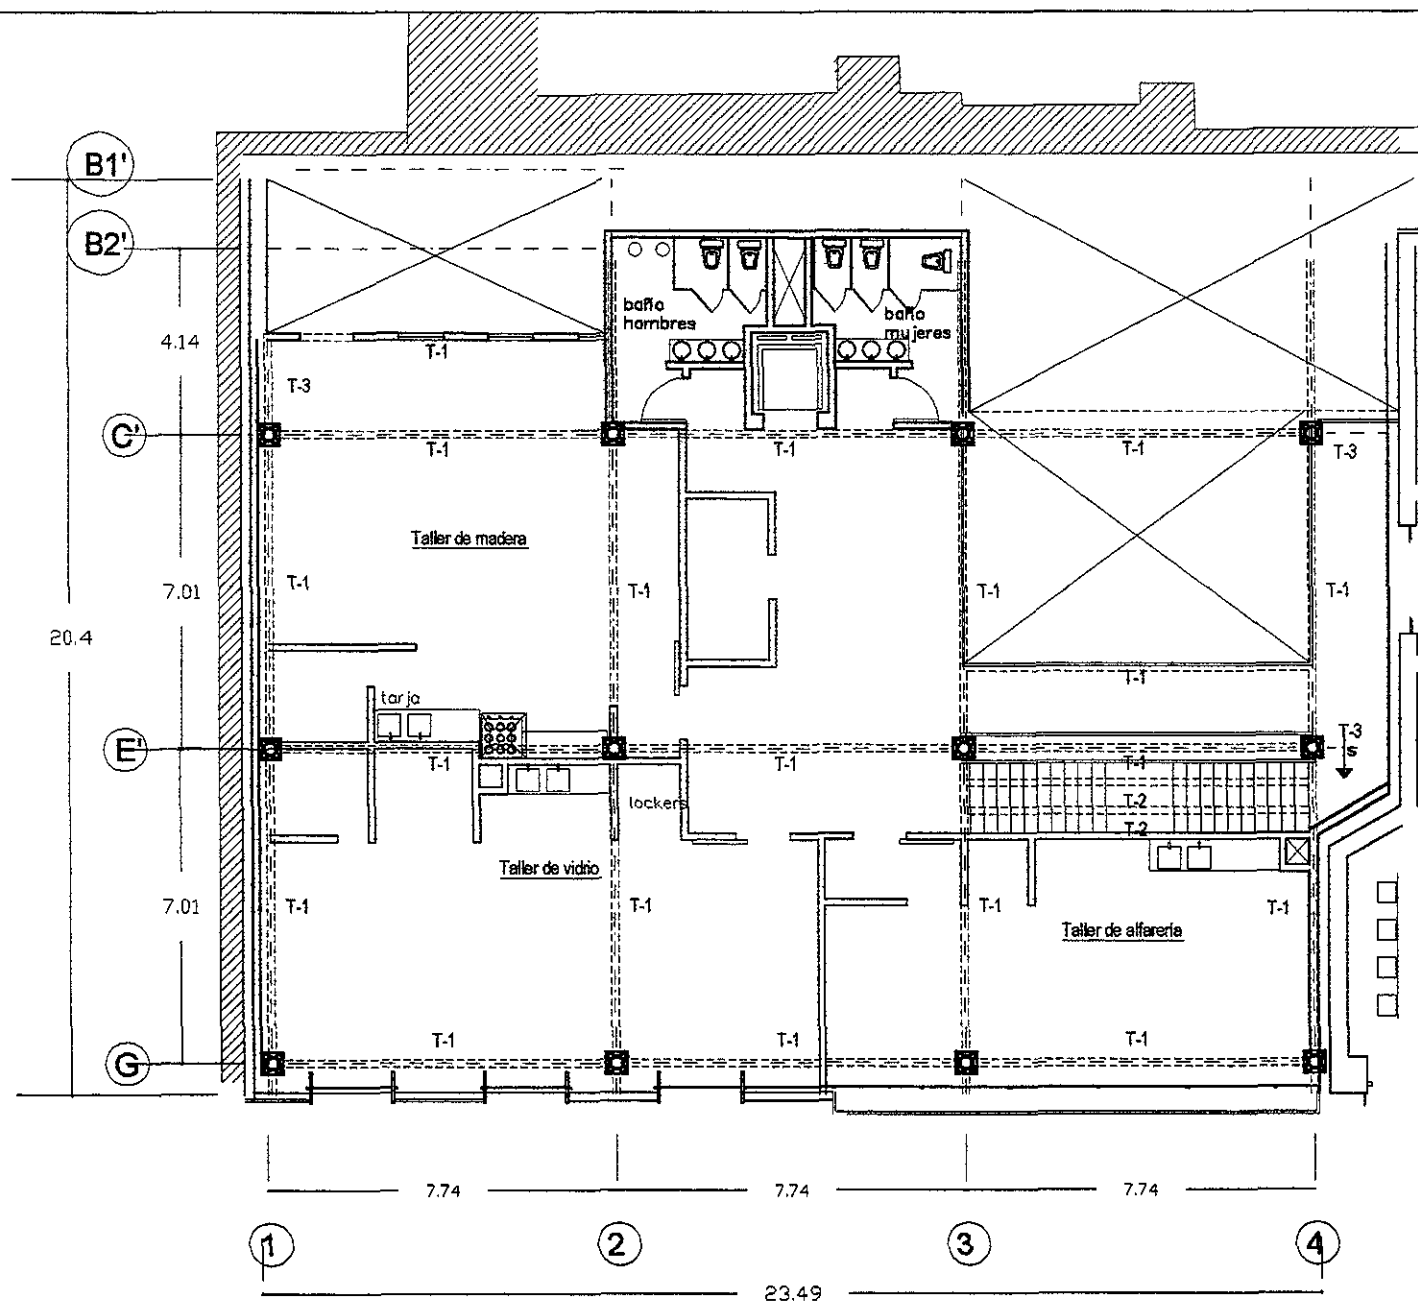 B1'
B2'
baño
hombres
baño
mujeres
4.14
T-1
T-3
C'
T-1
T-1
T-1
T-3
Taller de madera
7.01
T-1
T-1
T-1
T-1
20.4
T-1
tarja
E'
T-3
s
T-1
T-1
T-1
T-2
lockers
T-2
Taller de vidrio
7.01
T-1
T-1
T-1
T-1
Taller de alfarería
T-1
T-1
T-1
G
7.74
7.74
7.74
1
2
3
4
23.49